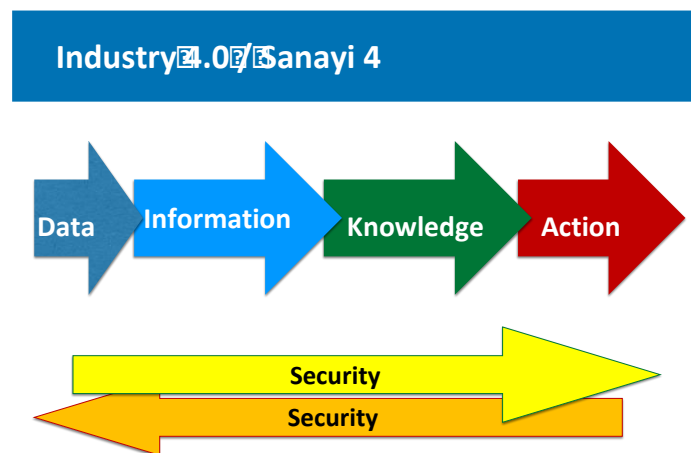 Industry 4.0 / Sanayi 4
Data
Information
Knowledge
Action
Security
Security